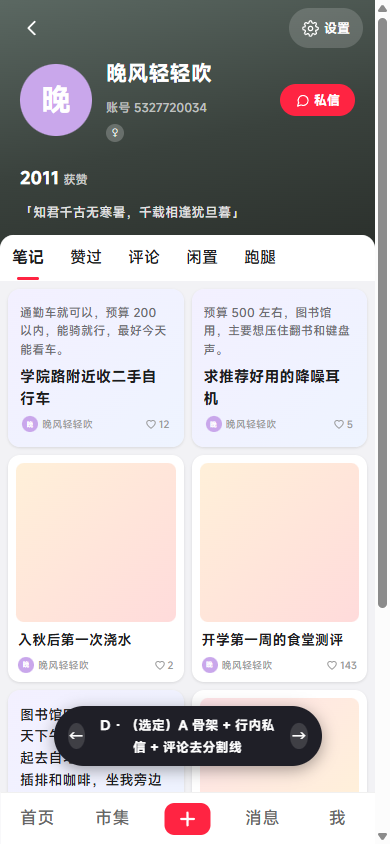 设置
晚
晚风轻轻吹
账号 5327720034
私信
2011 获赞
「知君千古无寒暑，千载相逢犹旦暮」
笔记 赞过 评论 闲置 跑腿
通勤车就可以，预算 200
以内，能骑就行，最好今天
能看车。
学院路附近收二手自
行车
晚 晚风轻轻吹 12
预算 500 左右，图书馆
用，主要想压住翻书和键盘
声。
求推荐好用的降噪耳
机
晚 晚风轻轻吹 5
入秋后第一次浇水
晚 晚风轻轻吹 2
开学第一周的食堂测评
晚 晚风轻轻吹 143
图书馆
天下午
起去自
插排和咖啡，坐我旁边
D · （选定）A 骨架 + 行内私
信 + 评论去分割线
首页 市集 消息 我